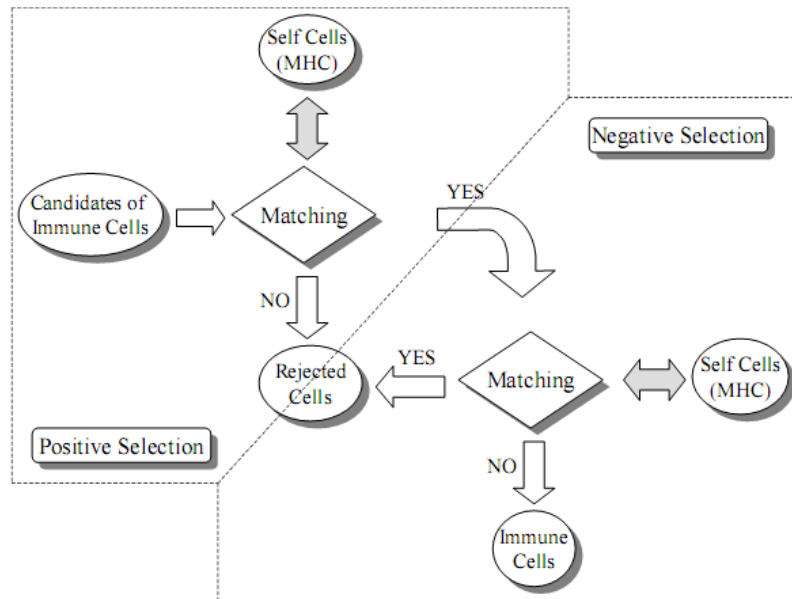 Self Cells
(MHC)
Negative Selection
Candidates of
Immune Cells
Matching
YES
NO
Rejected
Cells
YES
Matching
Self Cells
(MHC)
Positive Selection
NO
Immune
Cells